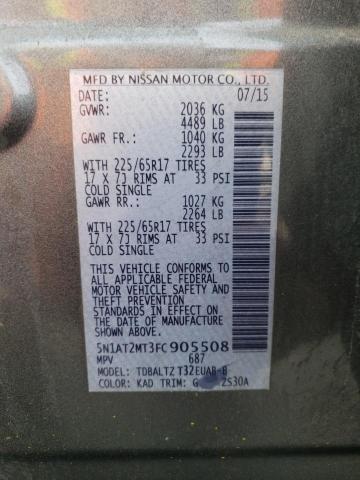 MFD BY NISSAN MOTOR CO., LTD.
DATE: 07/15
GVWR: 2036 KG
4489 LB
GAWR FR.: 1040 KG
2293 LB
WITH 225/65R17 TIRES
17 X 7J RIMS AT 33 PSI
COLD SINGLE
GAWR RR.: 1027 KG
2264 LB
WITH 225/65R17 TIRES
17 X 7J RIMS AT 33 PSI
COLD SINGLE
THIS VEHICLE CONFORMS TO
ALL APPLICABLE FEDERAL
MOTOR VEHICLE SAFETY AND
THEFT PREVENTION
STANDARDS IN EFFECT ON
THE DATE OF MANUFACTURE
SHOWN ABOVE.
5N1AT2MT3FC905508
MPV 687
MODEL: TDBALTZ T32EUAB-B
COLOR: KAD TRIM: G 2S30A